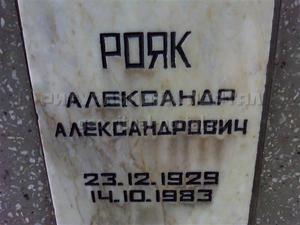 РОЯК
АЛЕКСАНДР
АЛЕКСАНДРОВИЧ
23.12.1929
14.10.1983